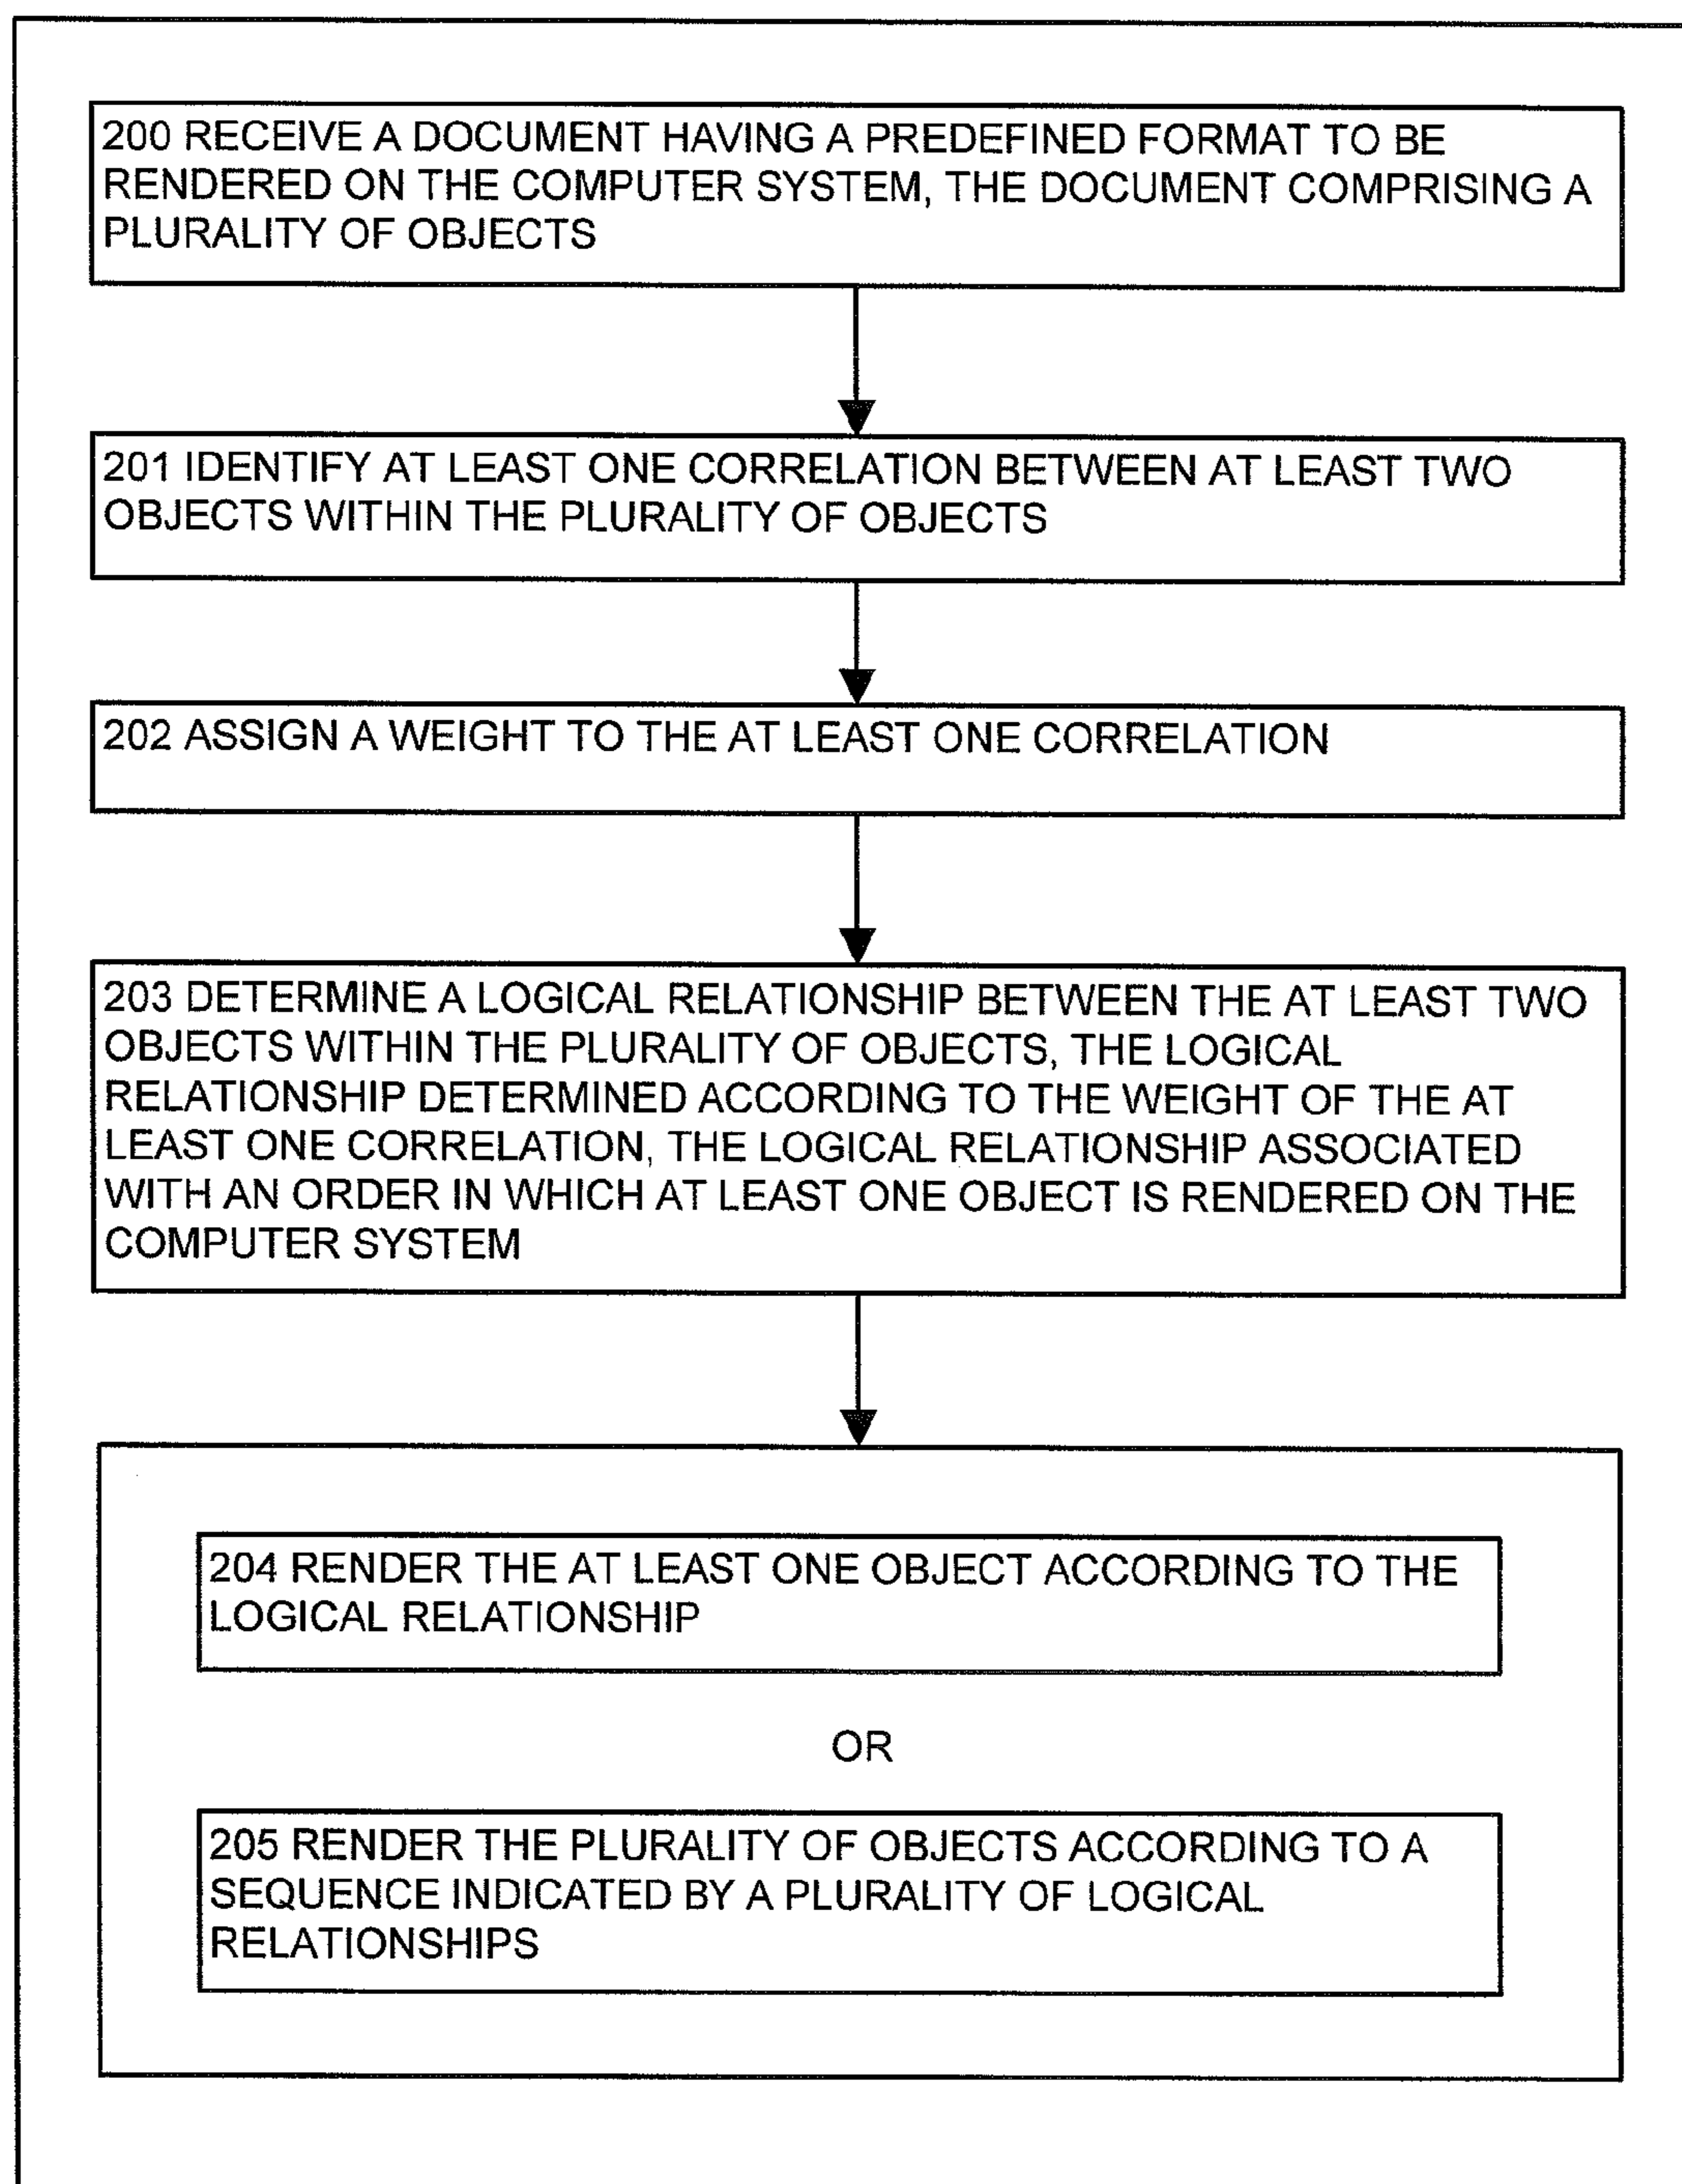 200 RECEIVE A DOCUMENT HAVING A PREDEFINED FORMAT TO BE
RENDERED ON THE COMPUTER SYSTEM, THE DOCUMENT COMPRISING A
PLURALITY OF OBJECTS
201 IDENTIFY AT LEAST ONE CORRELATION BETWEEN AT LEAST TWO
OBJECTS WITHIN THE PLURALITY OF OBJECTS
202 ASSIGN A WEIGHT TO THE AT LEAST ONE CORRELATION
203 DETERMINE A LOGICAL RELATIONSHIP BETWEEN THE AT LEAST TWO
OBJECTS WITHIN THE PLURALITY OF OBJECTS, THE LOGICAL
RELATIONSHIP DETERMINED ACCORDING TO THE WEIGHT OF THE AT
LEAST ONE CORRELATION, THE LOGICAL RELATIONSHIP ASSOCIATED
WITH AN ORDER IN WHICH AT LEAST ONE OBJECT IS RENDERED ON THE
COMPUTER SYSTEM
204 RENDER THE AT LEAST ONE OBJECT ACCORDING TO THE
LOGICAL RELATIONSHIP
OR
205 RENDER THE PLURALITY OF OBJECTS ACCORDING TO A
SEQUENCE INDICATED BY A PLURALITY OF LOGICAL
RELATIONSHIPS